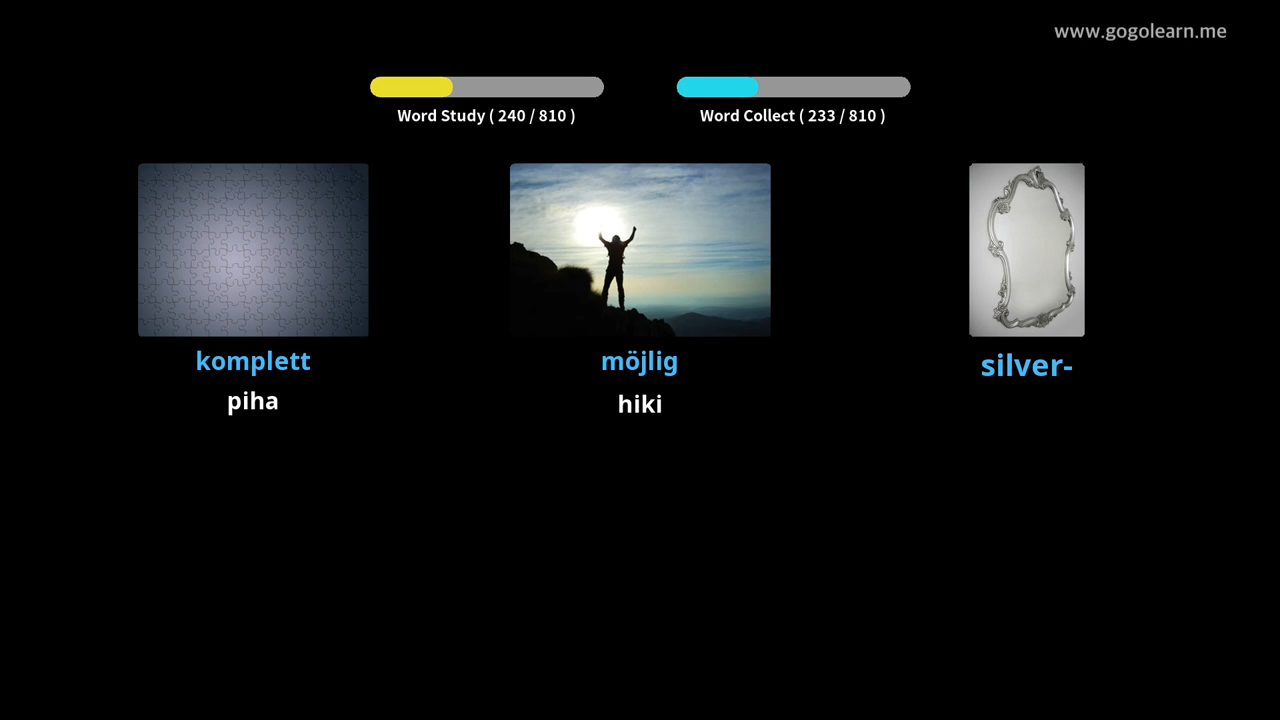 www.gogolearn.me
Word Study ( 240 / 810 )
Word Collect ( 233 / 810 )
komplett
piha
möjlig
hiki
silver-